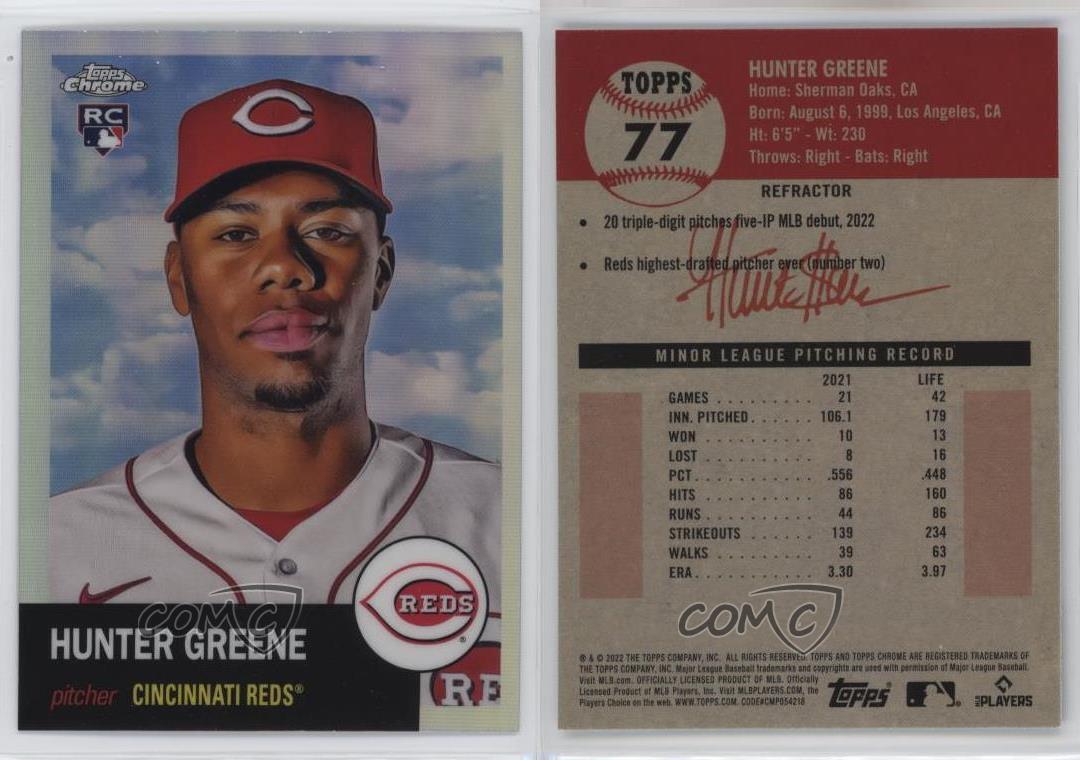 Topps
Chrome
RC
REDS
HUNTER GREENE
pitcher CINCINNATI REDS®
RE
COMC
TOPPS
77
HUNTER GREENE
Home: Sherman Oaks, CA
Born: August 6, 1999, Los Angeles, CA
Ht: 6'5" - Wt: 230
Throws: Right - Bats: Right
REFRACTOR
• 20 triple-digit pitches five-IP MLB debut, 2022
• Reds highest-drafted pitcher ever (number two)
Hunter Greene
MINOR LEAGUE PITCHING RECORD
2021 LIFE
GAMES . . . . . . . . . 21 42
INN. PITCHED . . . . . . 106.1 179
WON . . . . . . . . . . 10 13
LOST . . . . . . . . . . 8 16
PCT . . . . . . . . . . .556 .448
HITS . . . . . . . . . . 86 160
RUNS . . . . . . . . . . 44 86
STRIKEOUTS . . . . . . . 139 234
WALKS . . . . . . . . . 39 63
ERA . . . . . . . . . . 3.30 3.97
COMC
® & © 2022 THE TOPPS COMPANY, INC. ALL RIGHTS RESERVED. TOPPS AND TOPPS CHROME ARE REGISTERED TRADEMARKS OF
THE TOPPS COMPANY, INC. Major League Baseball trademarks and copyrights are used with permission of Major League Baseball.
Visit MLB.com. OFFICIALLY LICENSED PRODUCT OF MLB. Officially
Licensed Product of MLB Players, Inc. Visit MLBPLAYERS.COM, the
Players Choice on the web. WWW.TOPPS.COM. CODE#CMP054218
Topps
MLB PLAYERS